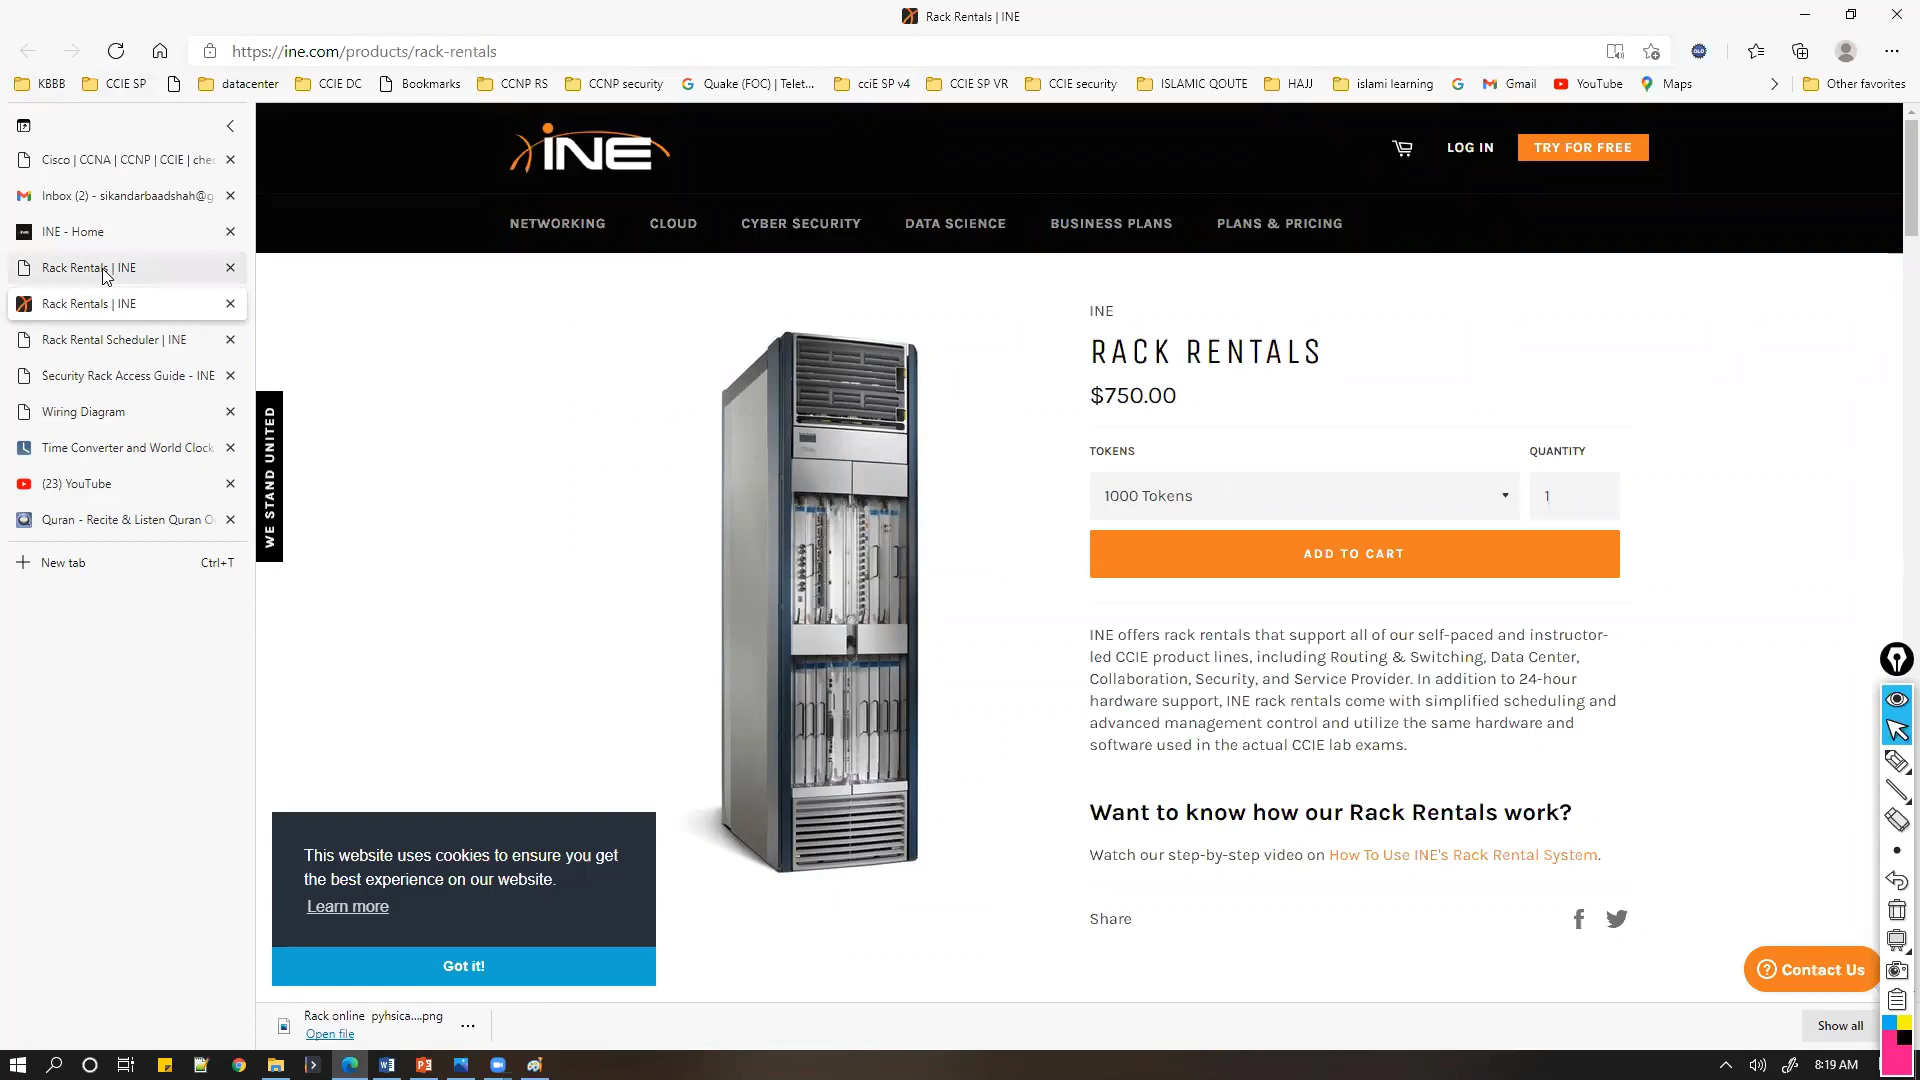 Rack Rentals | INE
https://ine.com/products/rack-rentals
KBBB
CCIE SP
datacenter
CCIE DC
Bookmarks
CCNP RS
CCNP security
Quake (FOC) | Telet...
cciE SP v4
CCIE SP VR
CCIE security
ISLAMIC QOUTE
HAJJ
islami learning
Gmail
YouTube
Maps
Other favorites
Cisco | CCNA | CCNP | CCIE | chec
Inbox (2) - sikandarbaadshah@g
INE - Home
Rack Rentals | INE
Rack Rentals | INE
Rack Rental Scheduler | INE
Security Rack Access Guide - INE
Wiring Diagram
Time Converter and World Clock
(23) YouTube
Quran - Recite & Listen Quran O
New tab
Ctrl+T
INE
LOG IN
TRY FOR FREE
NETWORKING
CLOUD
CYBER SECURITY
DATA SCIENCE
BUSINESS PLANS
PLANS & PRICING
WE STAND UNITED
INE
RACK RENTALS
$750.00
TOKENS
QUANTITY
1000 Tokens
1
ADD TO CART
INE offers rack rentals that support all of our self-paced and instructor-
led CCIE product lines, including Routing & Switching, Data Center,
Collaboration, Security, and Service Provider. In addition to 24-hour
hardware support, INE rack rentals come with simplified scheduling and
advanced management control and utilize the same hardware and
software used in the actual CCIE lab exams.
Want to know how our Rack Rentals work?
Watch our step-by-step video on How To Use INE's Rack Rental System.
Share
This website uses cookies to ensure you get
the best experience on our website.
Learn more
Got it!
Contact Us
Rack online pyhsica....png
Open file
Show all
8:19 AM